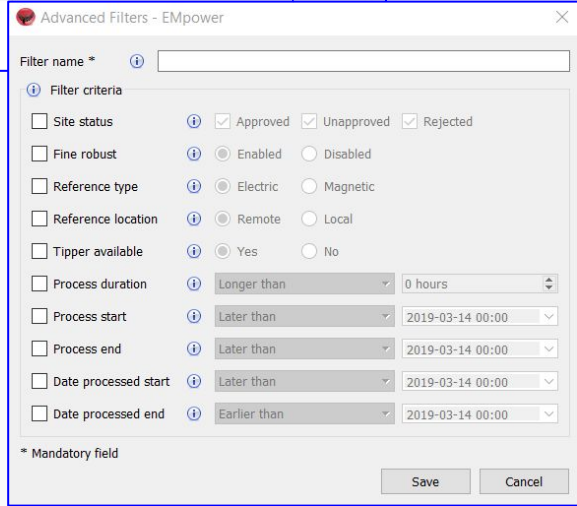 Advanced Filters - EMpower
Filter name *
Filter criteria
Site status Approved Unapproved Rejected
Fine robust Enabled Disabled
Reference type Electric Magnetic
Reference location Remote Local
Tipper available Yes No
Process duration Longer than 0 hours
Process start Later than 2019-03-14 00:00
Process end Later than 2019-03-14 00:00
Date processed start Later than 2019-03-14 00:00
Date processed end Earlier than 2019-03-14 00:00
* Mandatory field
Save Cancel